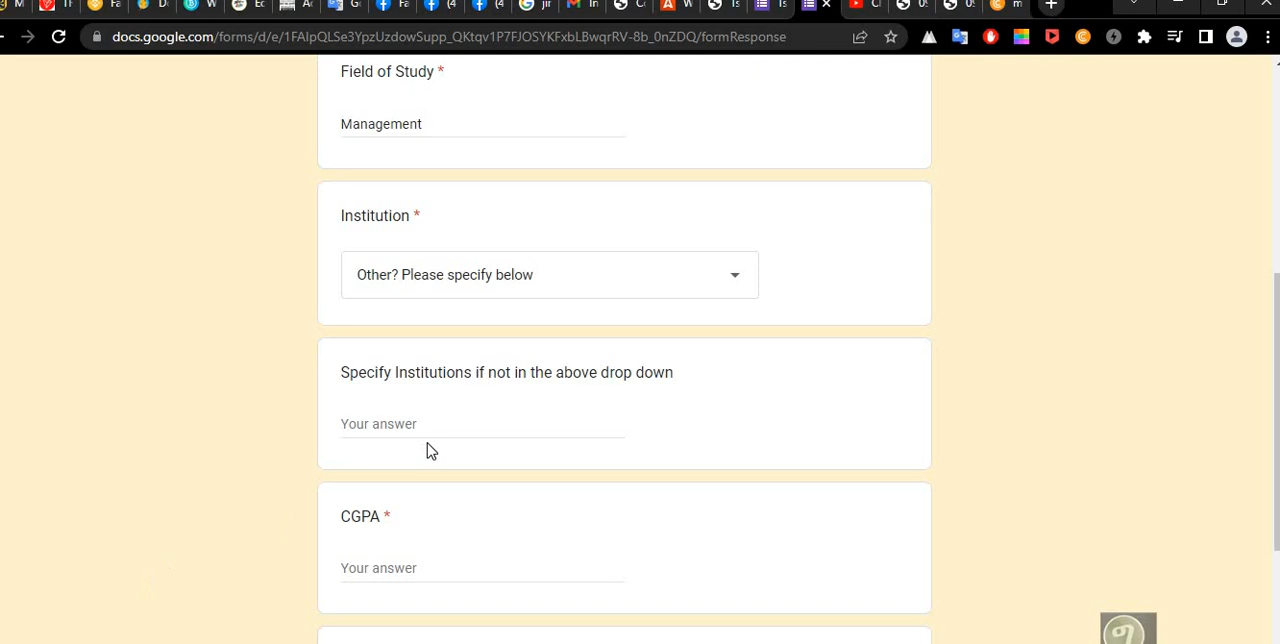 docs.google.com/forms/d/e/1FAIpQLSe3YpzUzdowSupp_QKtqv1P7FJOSYKFxbLBwqrRV-8b_0nZDQ/formResponse
Field of Study *
Management
Institution *
Other? Please specify below
Specify Institutions if not in the above drop down
Your answer
CGPA *
Your answer